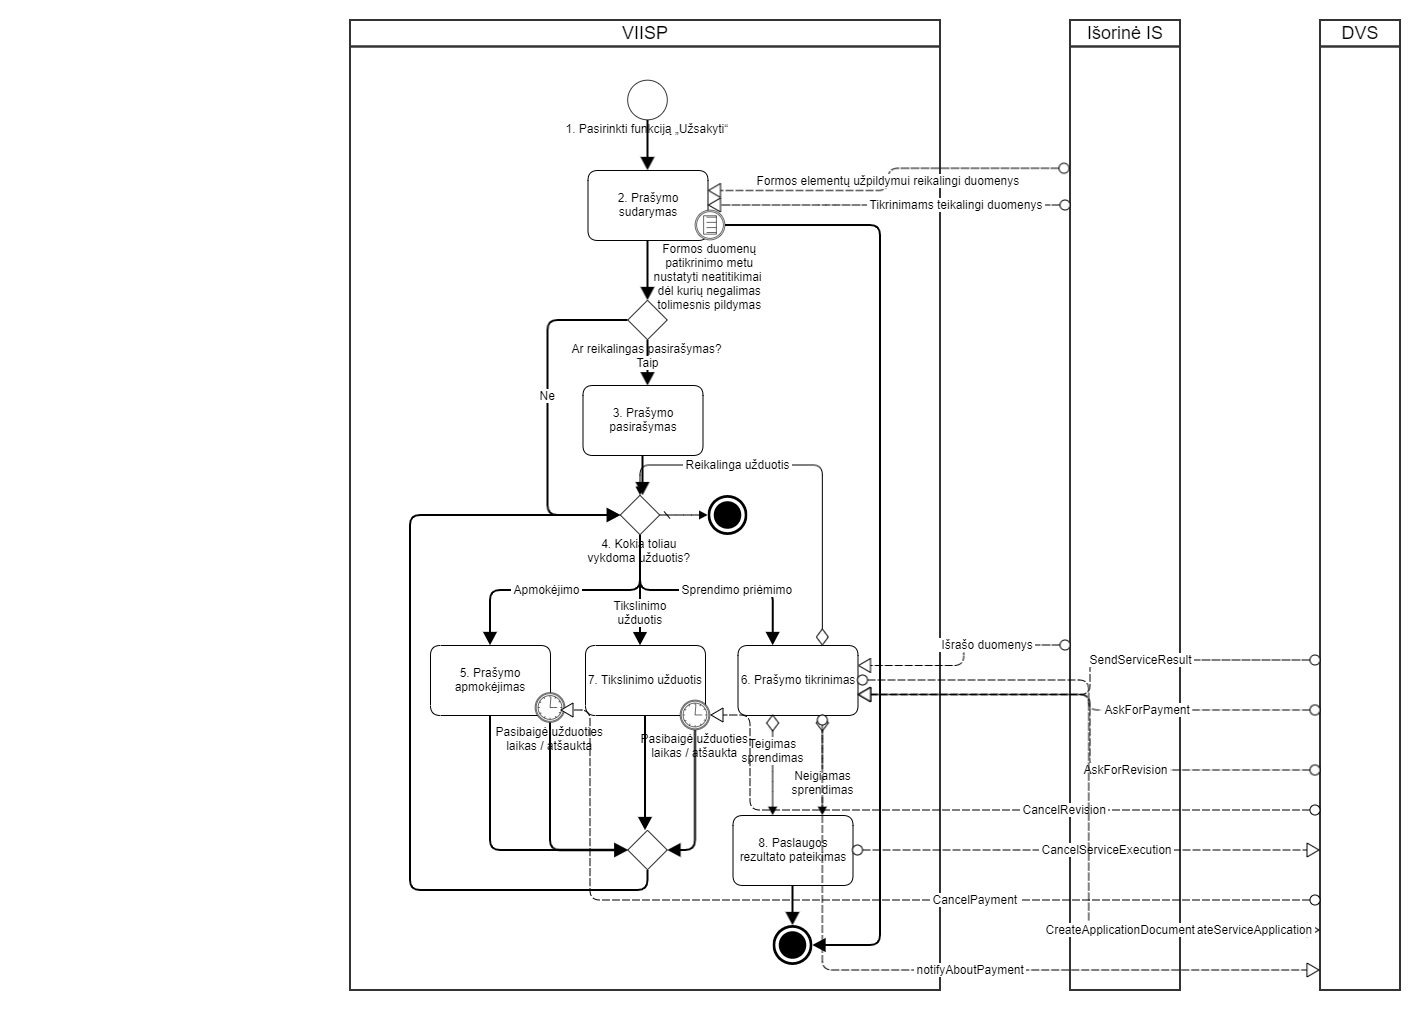 VIISP
Išorinė IS
DVS
1. Pasirinkti funkciją „Užsakyti“
Formos elementų užpildymui reikalingi duomenys
2. Prašymo
sudarymas
Tikrinimams teikalingi duomenys
Formos duomenų
patikrinimo metu
nustatyti neatitikimai
dėl kurių negalimas
tolimesnis pildymas
Ar reikalingas pasirašymas?
Taip
Ne
3. Prašymo
pasirašymas
Reikalinga užduotis
4. Kokia toliau
vykdoma užduotis?
Apmokėjimo
Sprendimo priėmimo
Tikslinimo
užduotis
Išrašo duomenys
SendServiceResult
5. Prašymo
apmokėjimas
7. Tikslinimo užduotis
6. Prašymo tikrinimas
AskForPayment
Pasibaigė užduoties
laikas / atšaukta
Pasibaigė užduoties
laikas / atšaukta
Teigimas
sprendimas
AskForRevision
Neigiamas
sprendimas
CancelRevision
8. Paslaugos
rezultato pateikimas
CancelServiceExecution
CancelPayment
CreateApplicationDocument ateServiceApplication
notifyAboutPayment